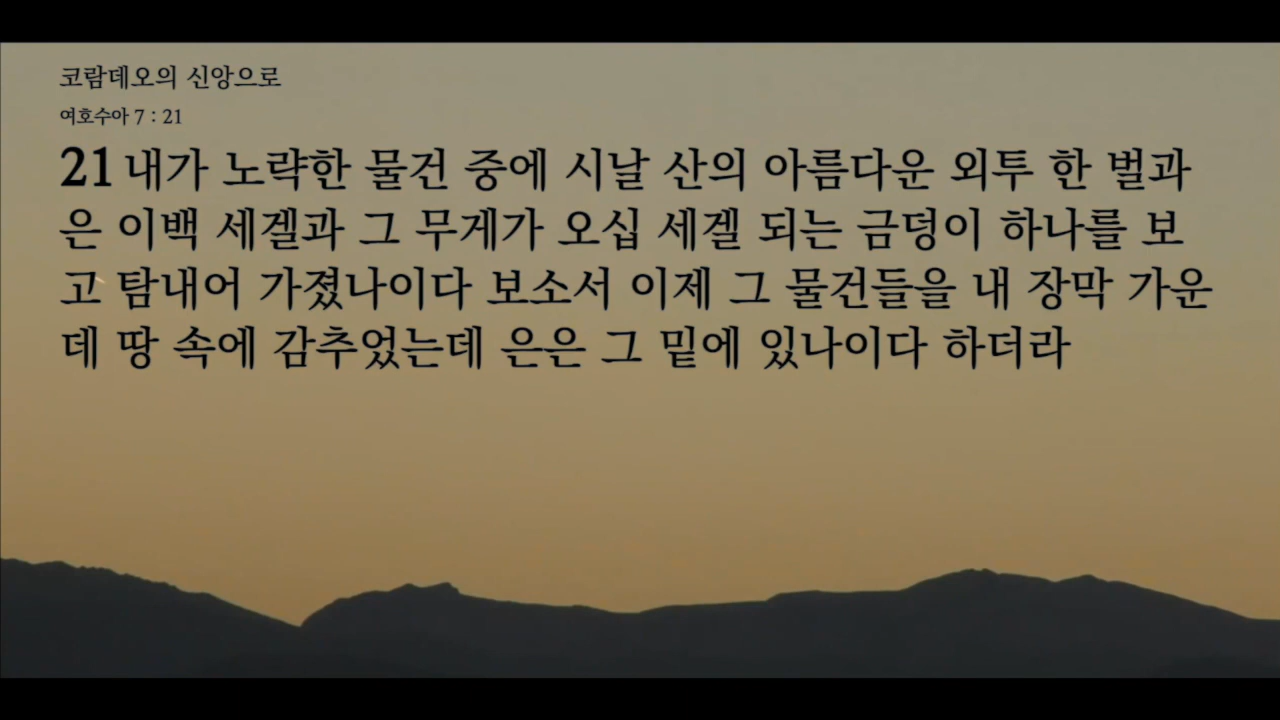 코람데오의 신앙으로
여호수아 7 : 21
21 내가 노략한 물건 중에 시날 산의 아름다운 외투 한 벌과
은 이백 세겔과 그 무게가 오십 세겔 되는 금덩이 하나를 보
고 탐내어 가졌나이다 보소서 이제 그 물건들을 내 장막 가운
데 땅 속에 감추었는데 은은 그 밑에 있나이다 하더라